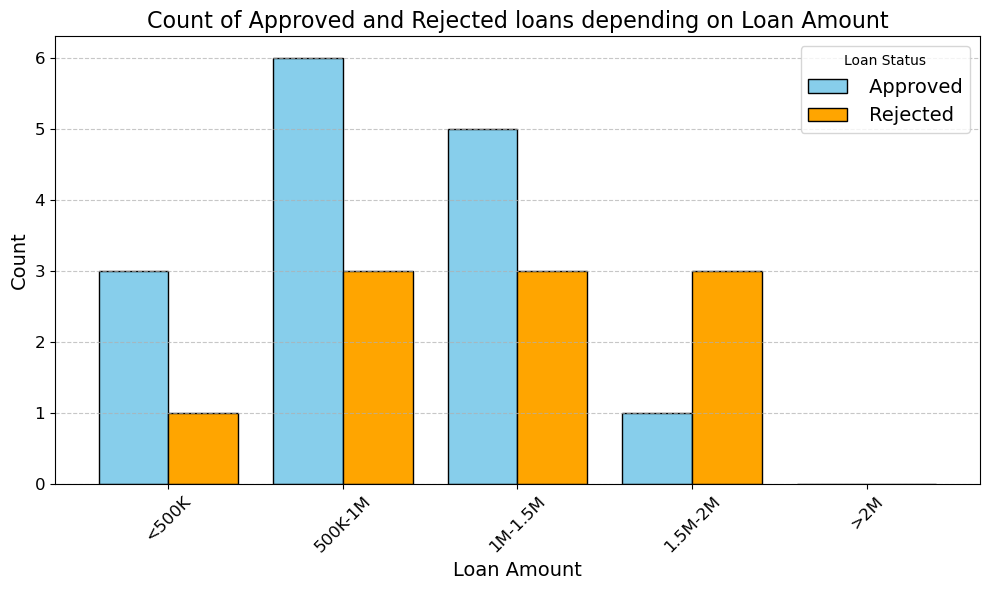 Count of Approved and Rejected loans depending on Loan Amount
Loan Status
Approved
Rejected
Count
6
5
4
3
2
1
0
<500K
500K-1M
1M-1.5M
1.5M-2M
>2M
Loan Amount